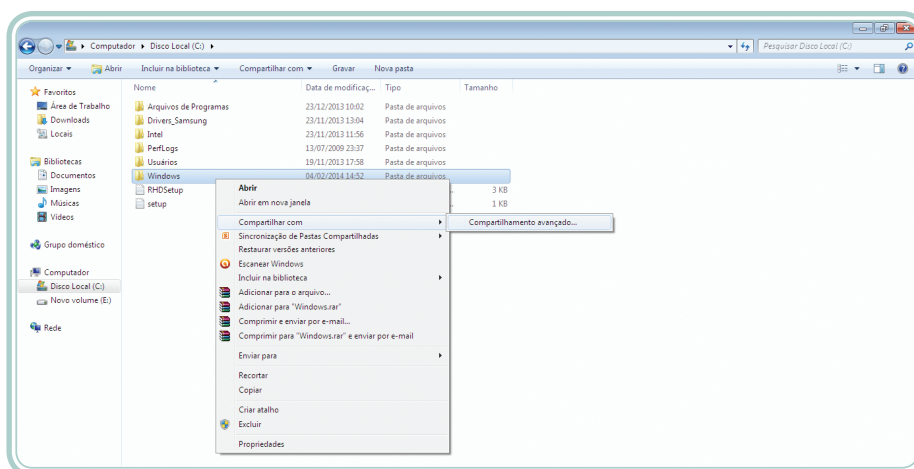 Computador ▸ Disco Local (C:) ▸
Pesquisar Disco Local (C:)
Organizar Abrir Incluir na biblioteca Compartilhar com Gravar Nova pasta
Favoritos
Área de Trabalho
Downloads
Locais
Bibliotecas
Documentos
Imagens
Músicas
Vídeos
Grupo doméstico
Computador
Disco Local (C:)
Novo volume (E:)
Rede
Nome Data de modificaç... Tipo Tamanho
Arquivos de Programas 23/12/2013 10:02 Pasta de arquivos
Drivers_Samsung 23/11/2013 13:04 Pasta de arquivos
Intel 23/11/2013 11:56 Pasta de arquivos
PerfLogs 13/07/2009 23:37 Pasta de arquivos
Usuários 19/11/2013 17:58 Pasta de arquivos
Windows 04/02/2014 14:52 Pasta de arquivos
RHDSetup 3 KB
setup 1 KB
Abrir
Abrir em nova janela
Compartilhar com
Compartilhamento avançado...
Sincronização de Pastas Compartilhadas
Restaurar versões anteriores
Escanear Windows
Incluir na biblioteca
Adicionar para o arquivo...
Adicionar para "Windows.rar"
Comprimir e enviar por e-mail...
Comprimir para "Windows.rar" e enviar por e-mail
Enviar para
Recortar
Copiar
Criar atalho
Excluir
Propriedades